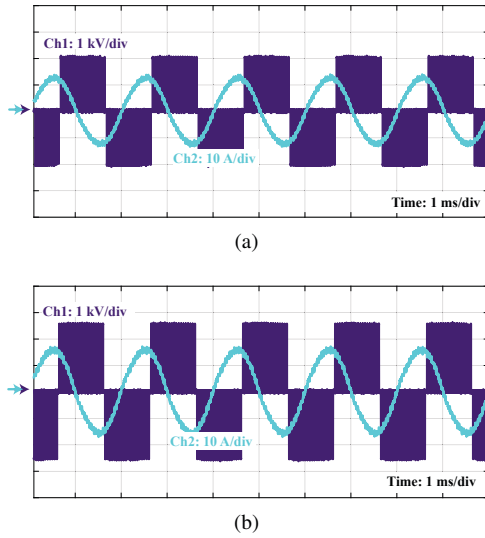 Ch1: 1 kV/div
Ch2: 10 A/div
Time: 1 ms/div
(a)
Ch1: 1 kV/div
Ch2: 10 A/div
Time: 1 ms/div
(b)